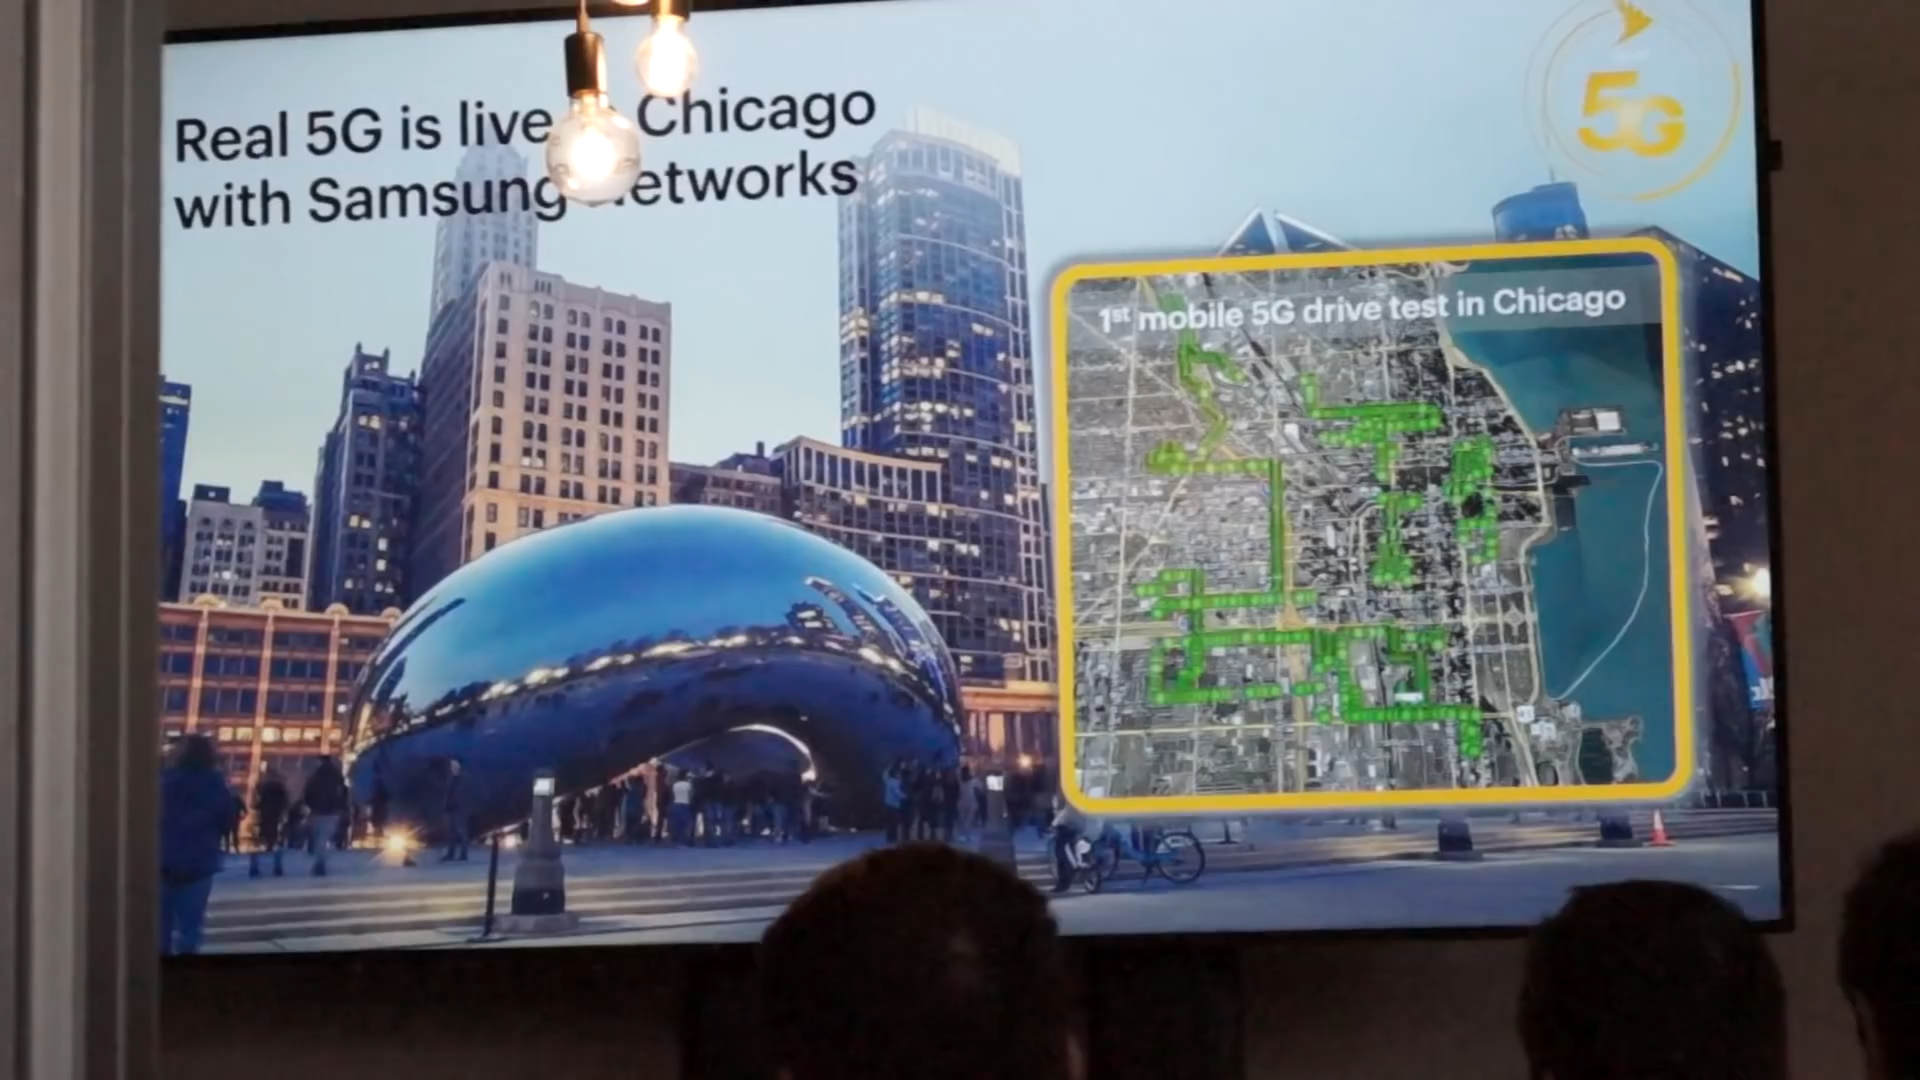 Real 5G is live Chicago
with Samsung etworks
5G
1st mobile 5G drive test in Chicago